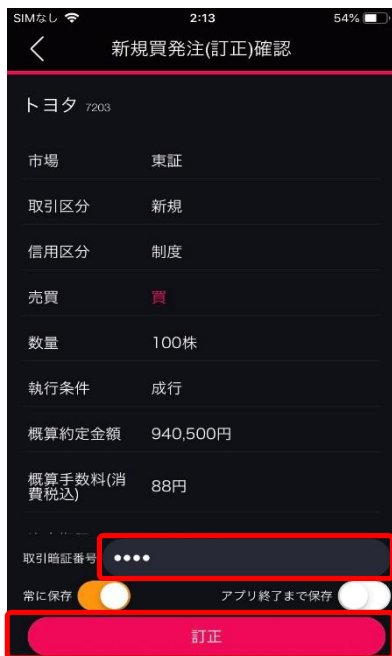 SIMなし 2:13 54%
新規買発注(訂正)確認
トヨタ 7203
市場 東証
取引区分 新規
信用区分 制度
売買 買
数量 100株
執行条件 成行
概算約定金額 940,500円
概算手数料(消
費税込) 88円
取引暗証番号 ••••
常に保存 アプリ終了まで保存
訂正